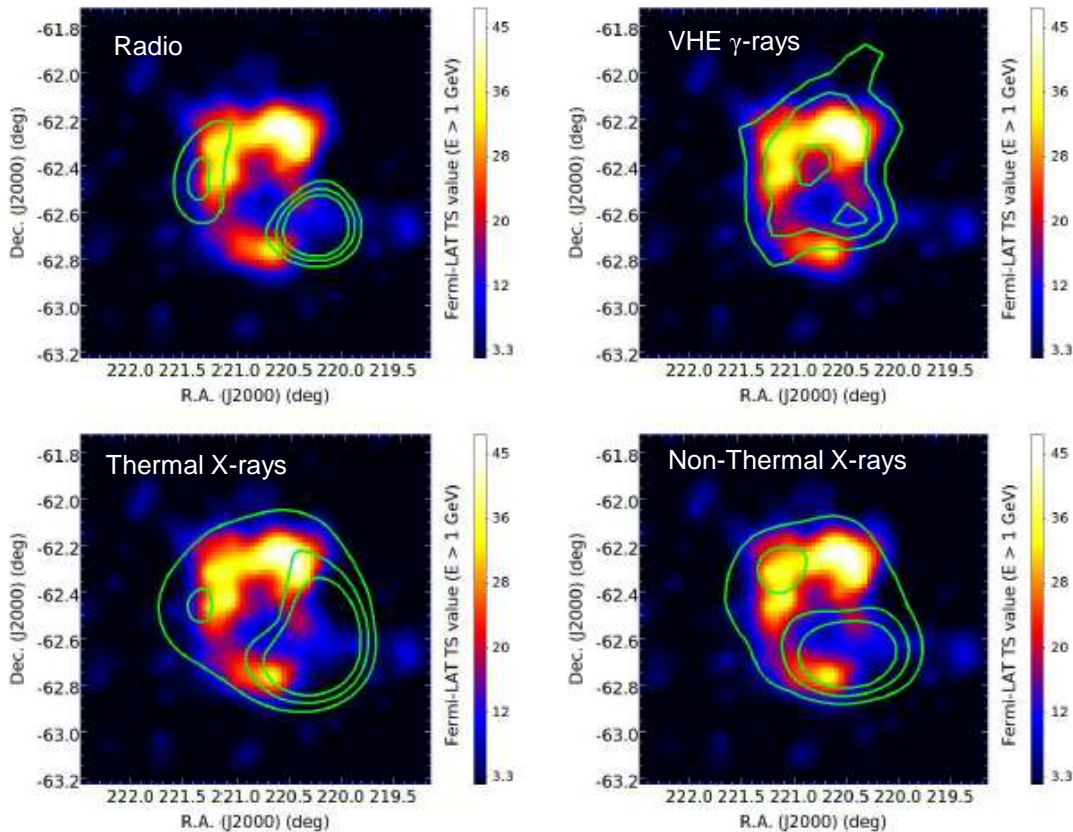 Radio
-61.8
-62.0
-62.2
-62.4
-62.6
-62.8
-63.0
-63.2
Dec. (J2000) (deg)
222.0 221.5 221.0 220.5 220.0 219.5
R.A. (J2000) (deg)
45
36
28
20
12
3.3
Fermi-LAT TS value (E > 1 GeV)
VHE γ-rays
-61.8
-62.0
-62.2
-62.4
-62.6
-62.8
-63.0
-63.2
Dec. (J2000) (deg)
222.0 221.5 221.0 220.5 220.0 219.5
R.A. (J2000) (deg)
45
36
28
20
12
3.3
Fermi-LAT TS value (E > 1 GeV)
Thermal X-rays
-61.8
-62.0
-62.2
-62.4
-62.6
-62.8
-63.0
-63.2
Dec. (J2000) (deg)
222.0 221.5 221.0 220.5 220.0 219.5
R.A. (J2000) (deg)
45
36
28
20
12
3.3
Fermi-LAT TS value (E > 1 GeV)
Non-Thermal X-rays
-61.8
-62.0
-62.2
-62.4
-62.6
-62.8
-63.0
-63.2
Dec. (J2000) (deg)
222.0 221.5 221.0 220.5 220.0 219.5
R.A. (J2000) (deg)
45
36
28
20
12
3.3
Fermi-LAT TS value (E > 1 GeV)